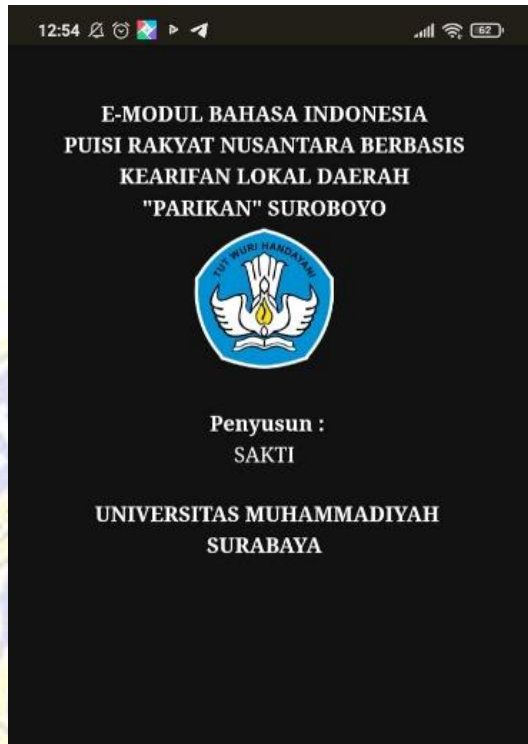 12:54
62
E-MODUL BAHASA INDONESIA
PUISI RAKYAT NUSANTARA BERBASIS
KEARIFAN LOKAL DAERAH
"PARIKAN" SUROBOYO
TUT WURI HANDAYANI
Penyusun :
SAKTI
UNIVERSITAS MUHAMMADIYAH
SURABAYA